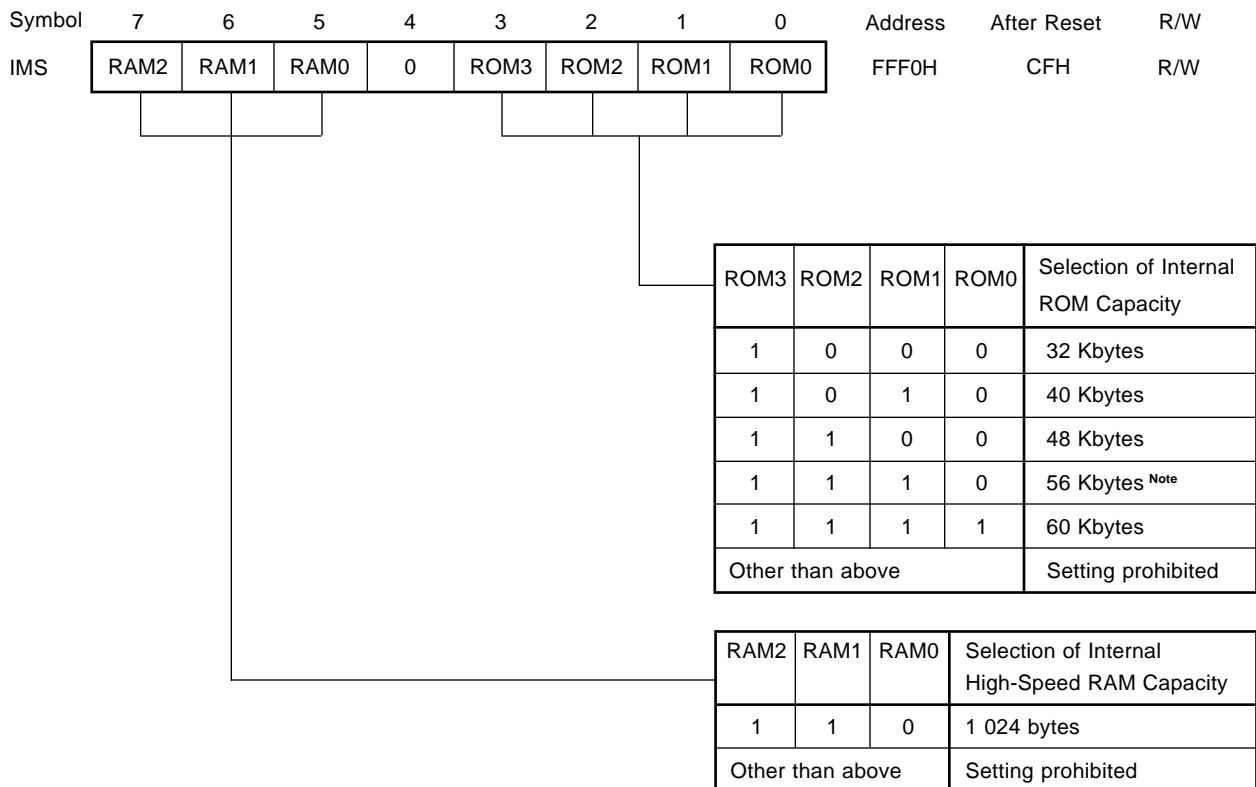 Symbol 7 6 5 4 3 2 1 0 Address After Reset R/W
IMS RAM2 RAM1 RAM0 0 ROM3 ROM2 ROM1 ROM0 FFF0H CFH R/W
ROM3 ROM2 ROM1 ROM0 Selection of Internal
ROM Capacity
1 0 0 0 32 Kbytes
1 0 1 0 40 Kbytes
1 1 0 0 48 Kbytes
1 1 1 0 56 Kbytes Note
1 1 1 1 60 Kbytes
Other than above Setting prohibited
RAM2 RAM1 RAM0 Selection of Internal
High-Speed RAM Capacity
1 1 0 1 024 bytes
Other than above Setting prohibited